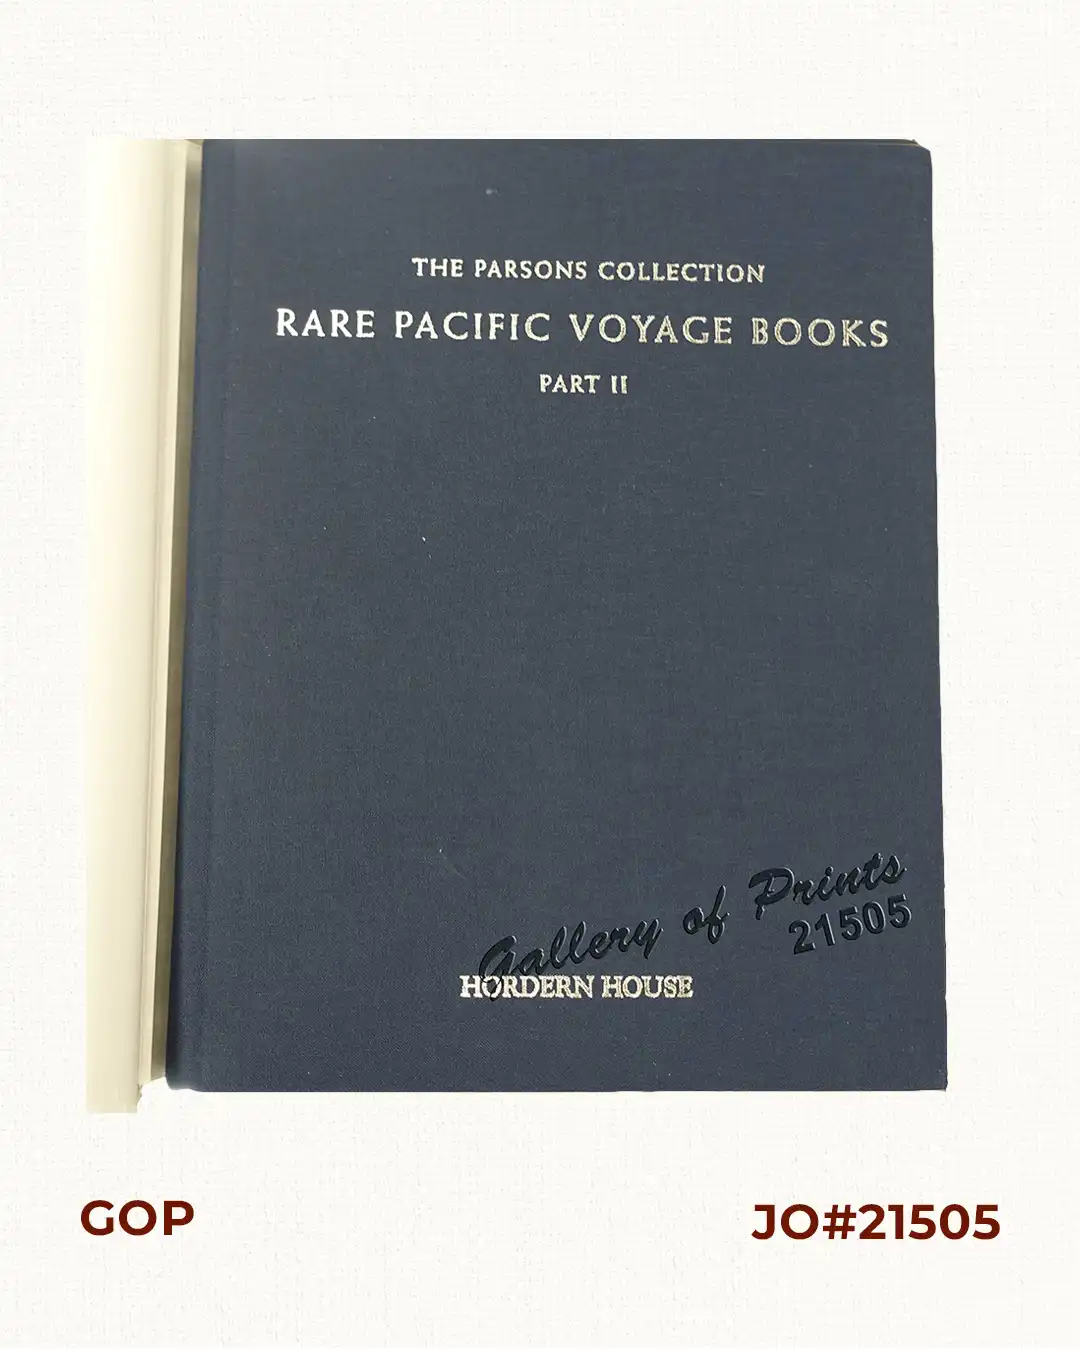 THE PARSONS COLLECTION
RARE PACIFIC VOYAGE BOOKS
PART II
Gallery of Prints
21505
HORDERN HOUSE
GOP
JO#21505